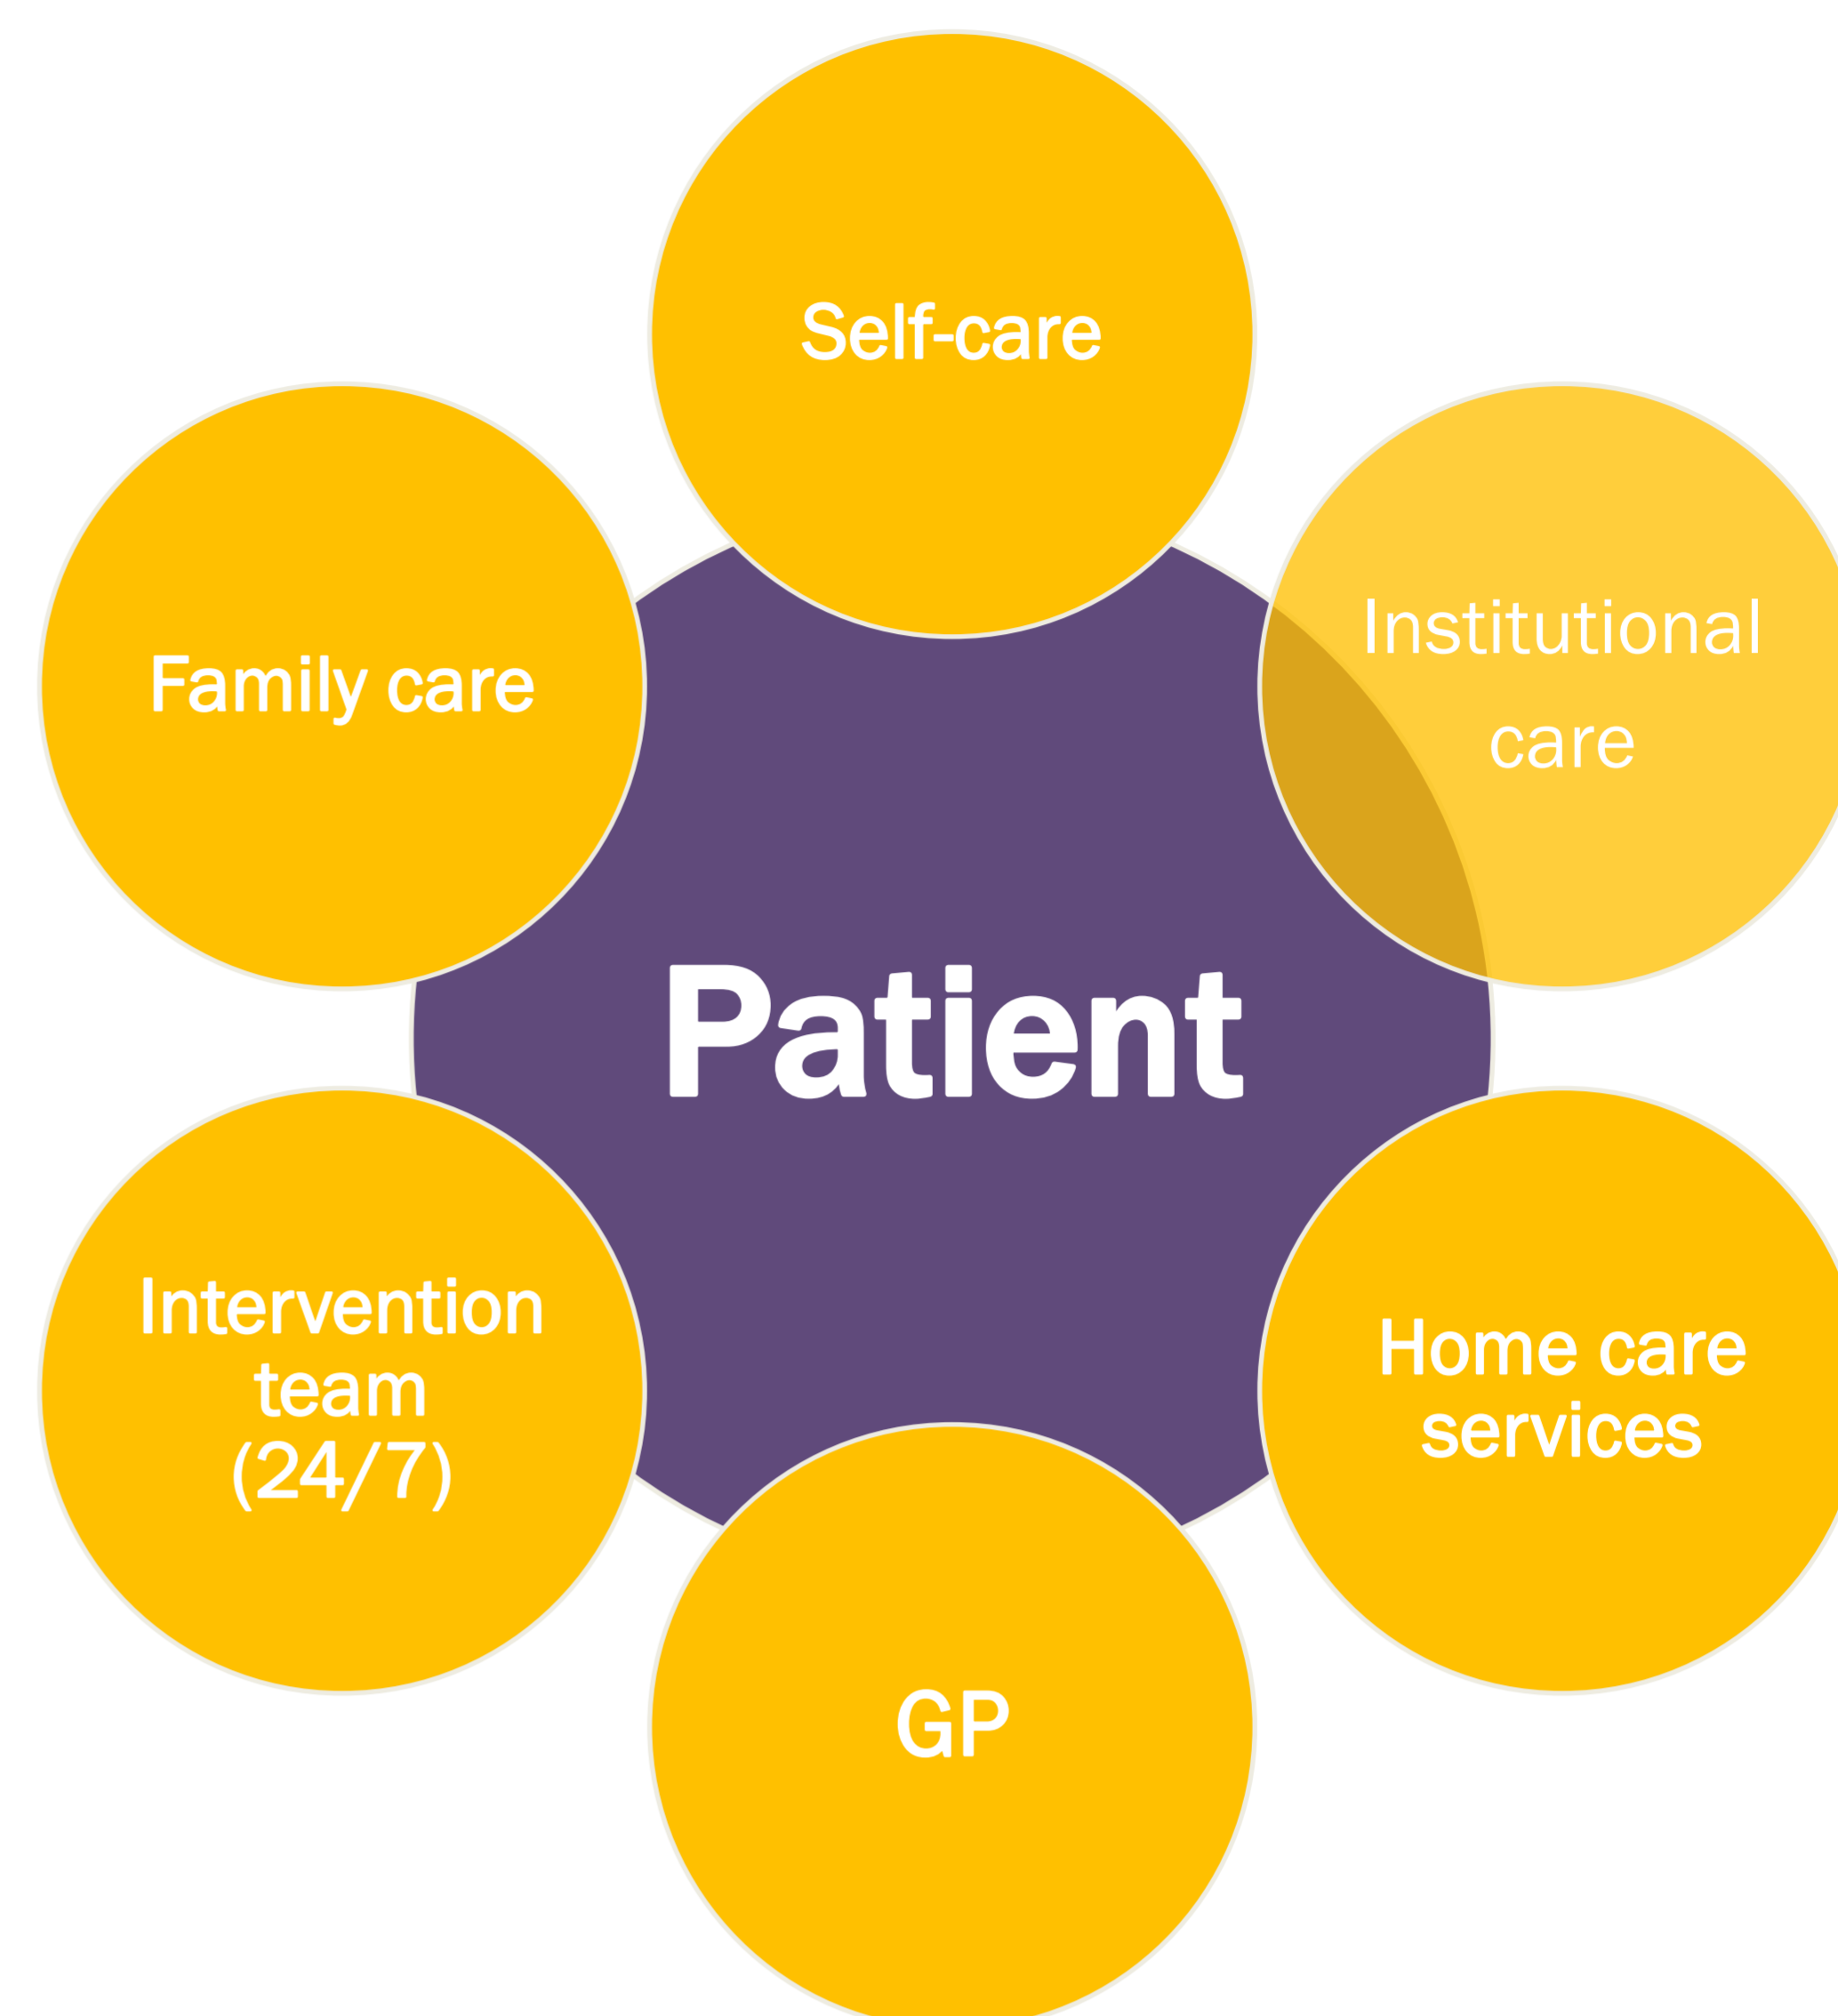 Self-care
Family care
Institutional
care
Patient
Intervention
team
(24/7)
Home care
services
GP